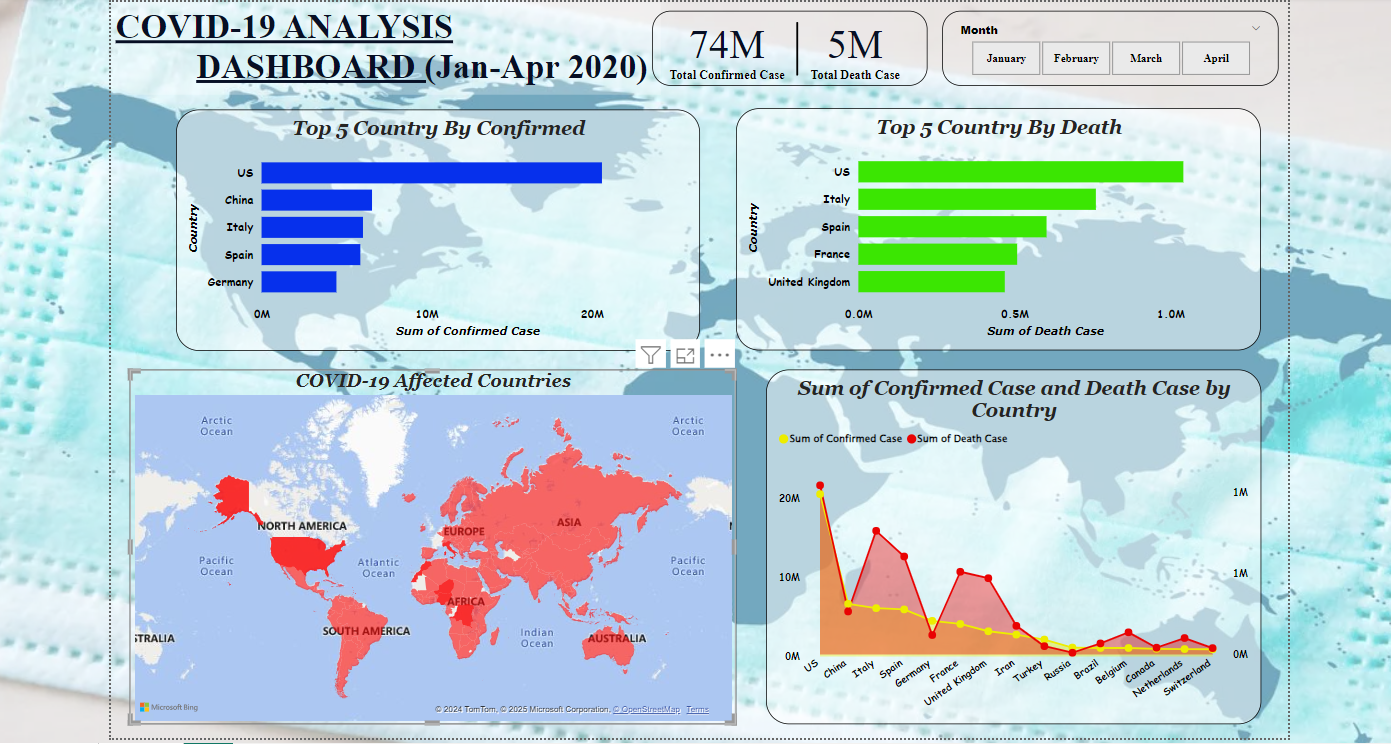 COVID-19 ANALYSIS
DASHBOARD (Jan-Apr 2020)
74M
Total Confirmed Case
5M
Total Death Case
Month
January
February
March
April
Top 5 Country By Confirmed
Country
US
China
Italy
Spain
Germany
0M
10M
20M
Sum of Confirmed Case
Top 5 Country By Death
Country
US
Italy
Spain
France
United Kingdom
0.0M
0.5M
1.0M
Sum of Death Case
COVID-19 Affected Countries
Arctic
Ocean
Arctic
Ocean
NORTH AMERICA
EUROPE
ASIA
Pacific
Ocean
Atlantic
Ocean
Pacific
Ocean
AFRICA
SOUTH AMERICA
Indian
Ocean
AUSTRALIA
STRALIA
Microsoft Bing
© 2024 TomTom, © 2025 Microsoft Corporation, © OpenStreetMap Terms
Sum of Confirmed Case and Death Case by
Country
Sum of Confirmed Case
Sum of Death Case
20M
10M
0M
1M
1M
0M
US
China
Italy
Spain
Germany
France
United Kingdom
Iran
Turkey
Russia
Brazil
Belgium
Canada
Netherlands
Switzerland